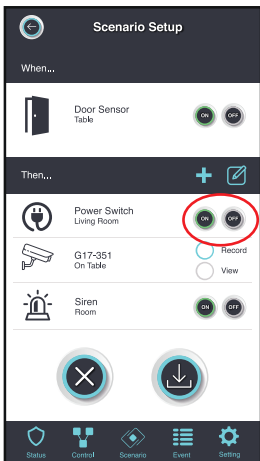 Scenario Setup
When...
Door Sensor
Table
ON OFF
Then...
Power Switch
Living Room
ON OFF
G17-351
On Table
Record
View
Siren
Room
ON OFF
Status Control Scenario Event Setting